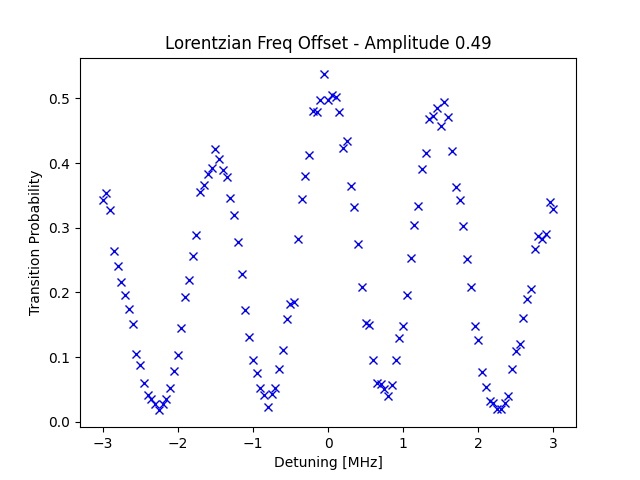 Lorentzian Freq Offset - Amplitude 0.49
Transition Probability
0.5
0.4
0.3
0.2
0.1
0.0
−3 −2 −1 0 1 2 3
Detuning [MHz]